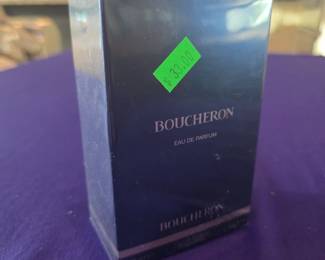 $ 33.00
BOUCHERON
EAU DE PARFUM
BOUCHERON